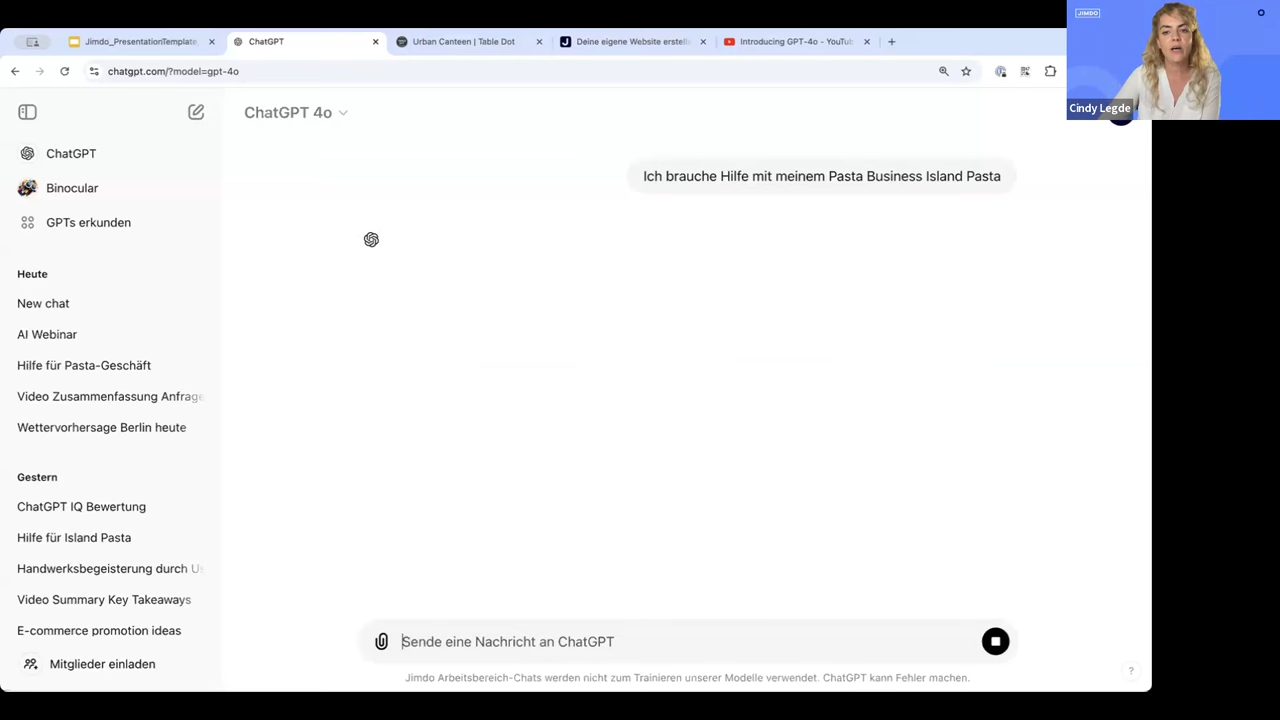 JIMDO
Cindy Legde
Jimdo_PresentationTemplate
ChatGPT
Urban Canteen | Table Dot
Deine eigene Website erstell
Introducing GPT-4o - YouTub
chatgpt.com/?model=gpt-4o
ChatGPT 4o
ChatGPT
Binocular
GPTs erkunden
Heute
New chat
AI Webinar
Hilfe für Pasta-Geschäft
Video Zusammenfassung Anfrage
Wettervorhersage Berlin heute
Gestern
ChatGPT IQ Bewertung
Hilfe für Island Pasta
Handwerksbegeisterung durch Us
Video Summary Key Takeaways
E-commerce promotion ideas
Mitglieder einladen
Ich brauche Hilfe mit meinem Pasta Business Island Pasta
Sende eine Nachricht an ChatGPT
Jimdo Arbeitsbereich-Chats werden nicht zum Trainieren unserer Modelle verwendet. ChatGPT kann Fehler machen.
?